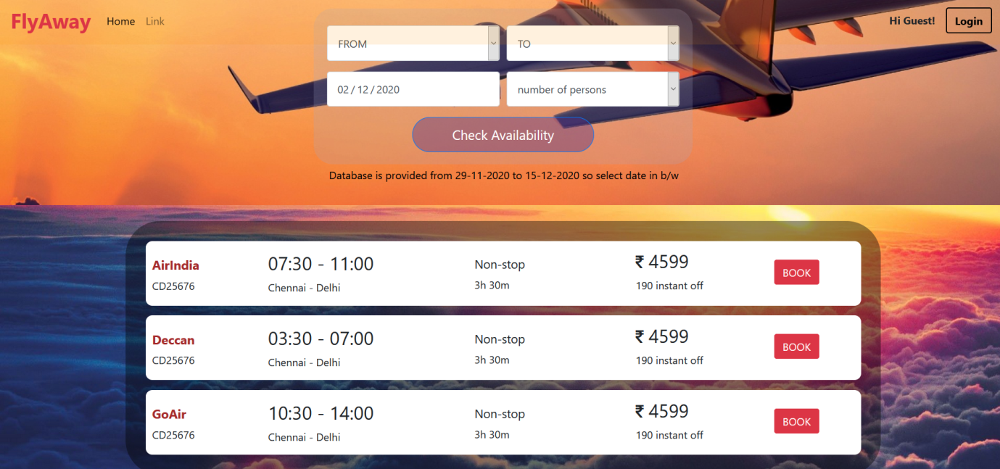 FlyAway Home Link Hi Guest! Login
FROM TO
02 / 12 / 2020 number of persons
Check Availability
Database is provided from 29-11-2020 to 15-12-2020 so select date in b/w
AirIndia 07:30 - 11:00 Non-stop ₹ 4599 BOOK
CD25676 Chennai - Delhi 3h 30m 190 instant off
Deccan 03:30 - 07:00 Non-stop ₹ 4599 BOOK
CD25676 Chennai - Delhi 3h 30m 190 instant off
GoAir 10:30 - 14:00 Non-stop ₹ 4599 BOOK
CD25676 Chennai - Delhi 3h 30m 190 instant off